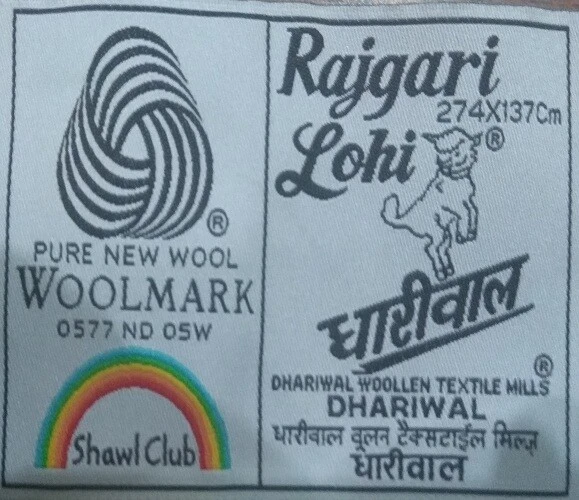 PURE NEW WOOL
WOOLMARK
0577 ND 05W
Shawl Club
Rajgari
274X137Cm
Lohi
धारीवाल
DHARIWAL WOOLLEN TEXTILE MILLS
DHARIWAL
धारीवाल वूलन टैक्सटाईल मिल्ज़
धारीवाल